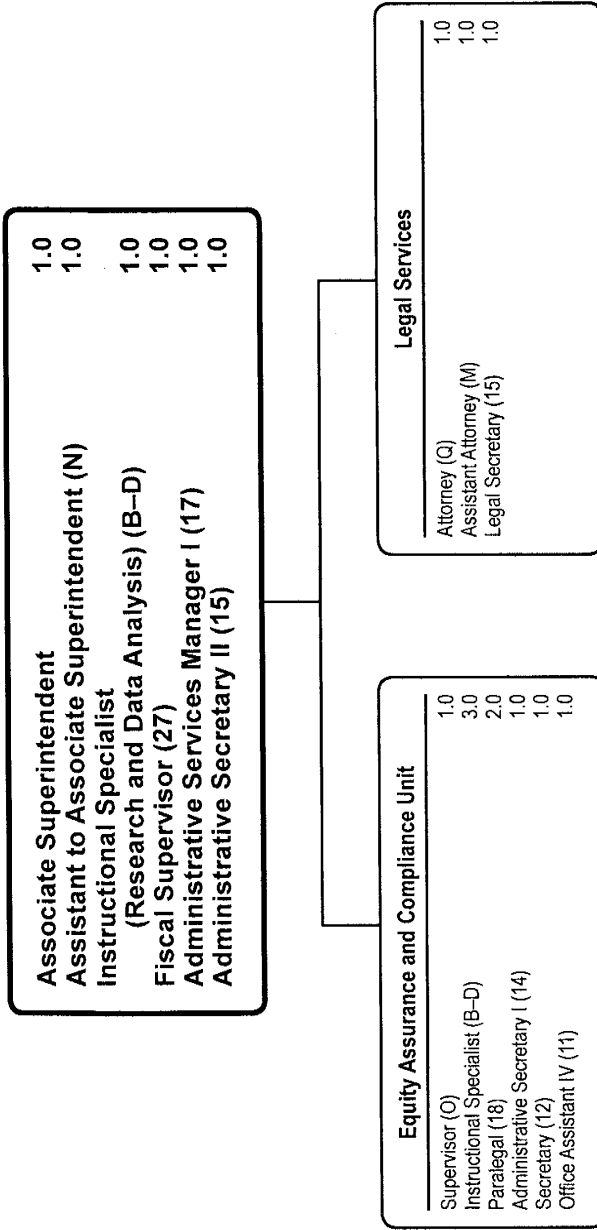 Associate Superintendent 1.0
Assistant to Associate Superintendent (N) 1.0
Instructional Specialist
(Research and Data Analysis) (B–D) 1.0
Fiscal Supervisor (27) 1.0
Administrative Services Manager I (17) 1.0
Administrative Secretary II (15) 1.0
Equity Assurance and Compliance Unit
Supervisor (O) 1.0
Instructional Specialist (B–D) 3.0
Paralegal (18) 2.0
Administrative Secretary I (14) 1.0
Secretary (12) 1.0
Office Assistant IV (11) 1.0
Legal Services
Attorney (Q) 1.0
Assistant Attorney (M) 1.0
Legal Secretary (15) 1.0